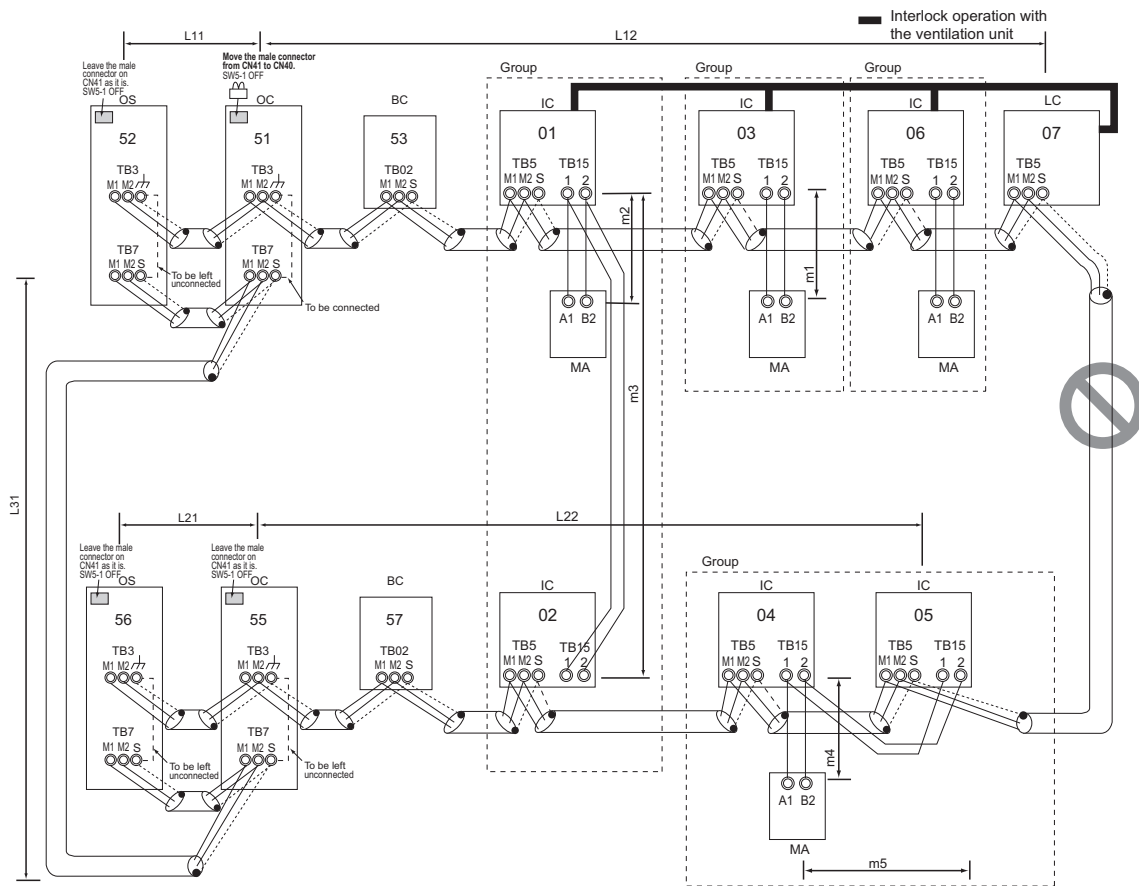 Interlock operation with
the ventilation unit
L11
L12
Leave the male
connector on
CN41 as it is.
SW5-1 OFF
Move the male connector
from CN41 to CN40.
SW5-1 OFF
Group
Group
Group
OS
OC
BC
IC
IC
IC
LC
52
51
53
01
03
06
07
TB3
TB3
TB02
TB5
TB15
TB5
TB15
TB5
TB15
TB5
M1 M2
M1 M2
M1 M2 S
M1 M2 S
1 2
M1 M2 S
1 2
M1 M2 S
1 2
M1 M2 S
m2
m1
TB7
TB7
M1 M2 S
M1 M2 S
To be left
unconnected
To be connected
A1 B2
A1 B2
A1 B2
MA
MA
MA
m3
L31
L21
L22
Leave the male
connector on
CN41 as it is.
SW5-1 OFF
Leave the male
connector on
CN41 as it is.
SW5-1 OFF
Group
OS
OC
BC
IC
IC
IC
56
55
57
02
04
05
TB3
TB3
TB02
TB5
TB15
TB5
TB15
TB5
TB15
M1 M2
M1 M2
M1 M2 S
M1 M2 S
1 2
M1 M2 S
1 2
M1 M2 S
1 2
TB7
TB7
M1 M2 S
M1 M2 S
To be left
unconnected
To be left
unconnected
m4
A1 B2
MA
m5